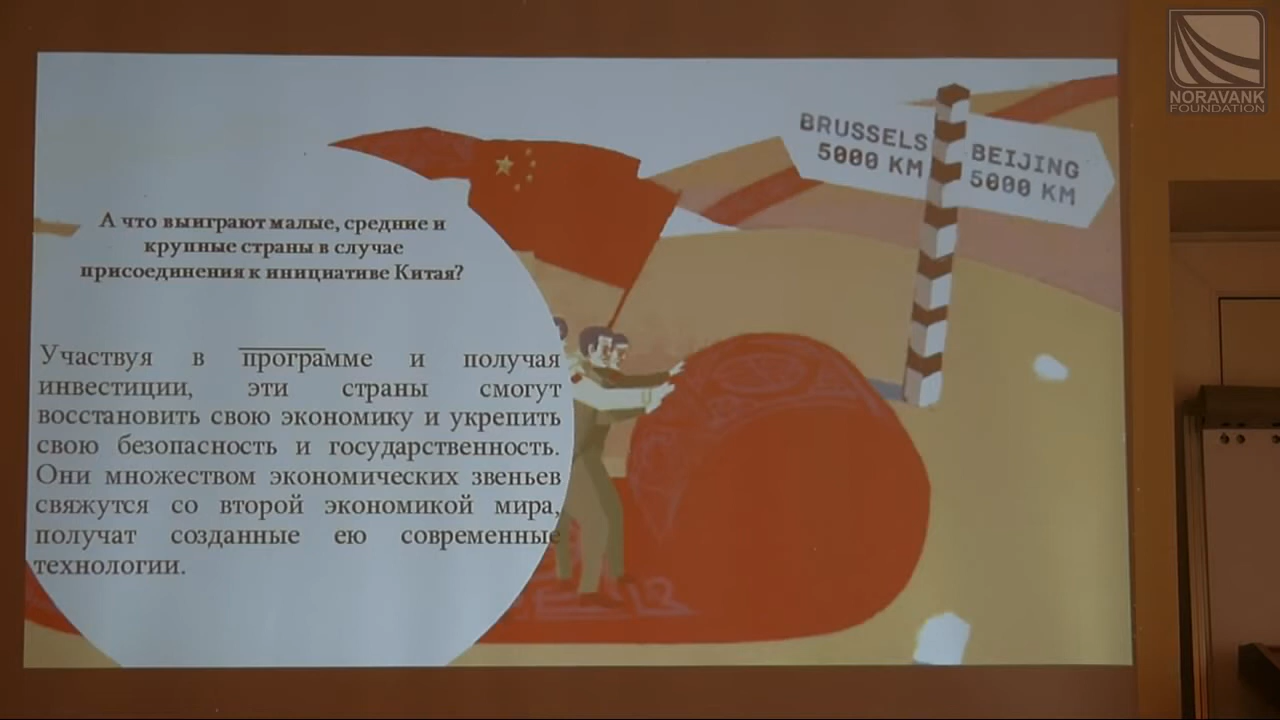 NORAVANK
FOUNDATION
BRUSSELS
5000 KM
BEIJING
5000 KM
А что выиграют малые, средние и
крупные страны в случае
присоединения к инициативе Китая?
Участвуя в программе и получая
инвестиции, эти страны смогут
восстановить свою экономику и укрепить
свою безопасность и государственность.
Они множеством экономических звеньев
свяжутся со второй экономикой мира,
получат созданные ею современные
технологии.